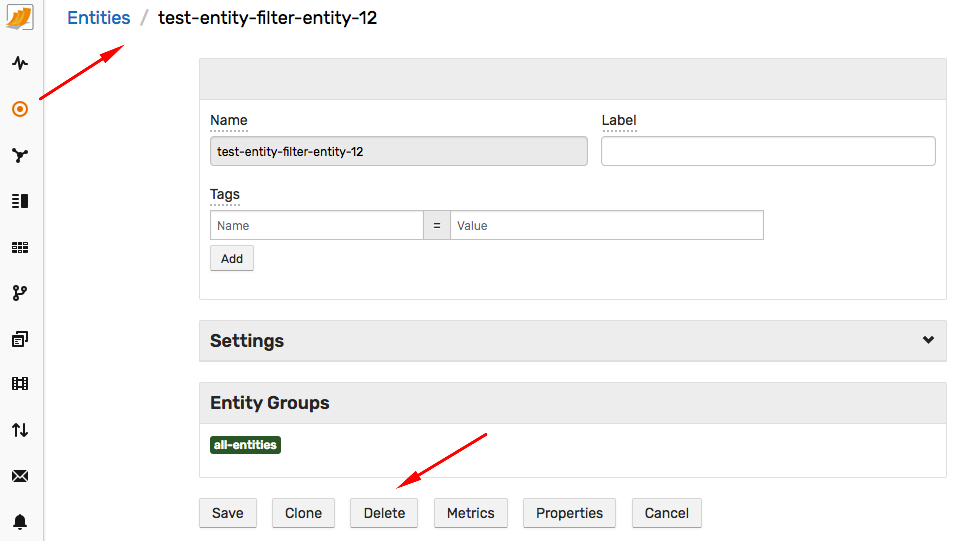 Entities / test-entity-filter-entity-12
Name Label
test-entity-filter-entity-12
Tags
Name = Value
Add
Settings
Entity Groups
all-entities
Save Clone Delete Metrics Properties Cancel